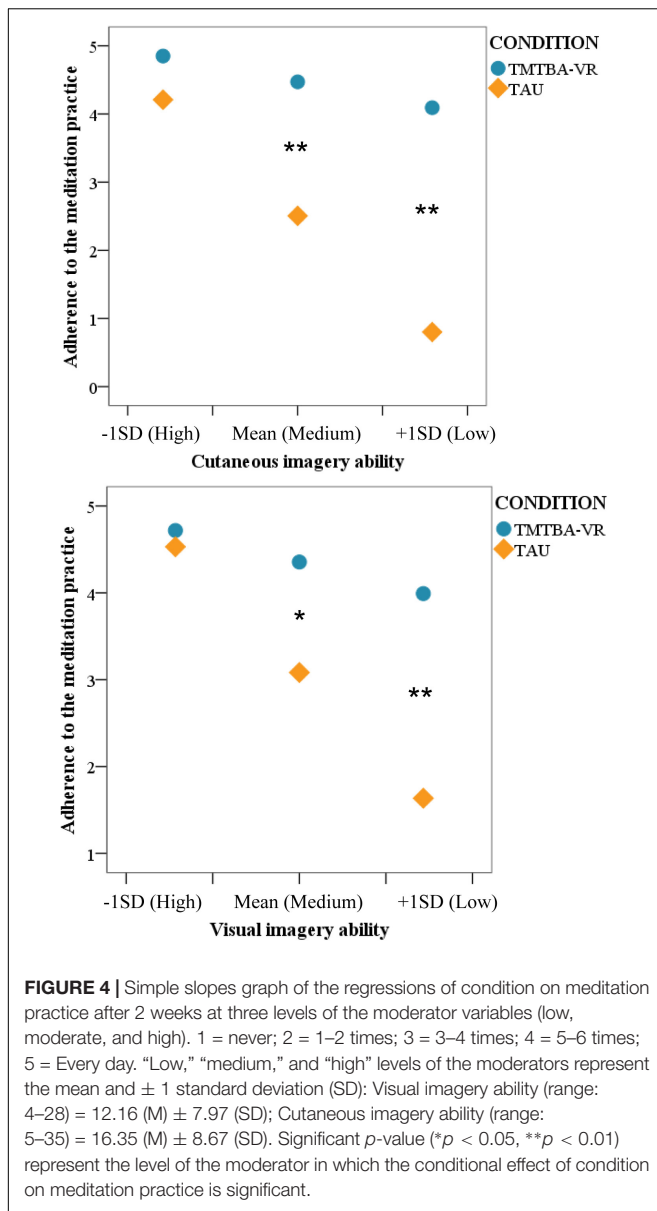 5
4
3
2
1
0
Adherence to the meditation practice
CONDITION
TMTBA-VR
TAU
**
**
-1SD (High) Mean (Medium) +1SD (Low)
Cutaneous imagery ability
5
4
3
2
1
Adherence to the meditation practice
CONDITION
TMTBA-VR
TAU
*
**
-1SD (High) Mean (Medium) +1SD (Low)
Visual imagery ability
FIGURE 4 | Simple slopes graph of the regressions of condition on meditation
practice after 2 weeks at three levels of the moderator variables (low,
moderate, and high). 1 = never; 2 = 1–2 times; 3 = 3–4 times; 4 = 5–6 times;
5 = Every day. “Low,” “medium,” and “high” levels of the moderators represent
the mean and ± 1 standard deviation (SD): Visual imagery ability (range:
4–28) = 12.16 (M) ± 7.97 (SD); Cutaneous imagery ability (range:
5–35) = 16.35 (M) ± 8.67 (SD). Significant p-value (*p < 0.05, **p < 0.01)
represent the level of the moderator in which the conditional effect of condition
on meditation practice is significant.